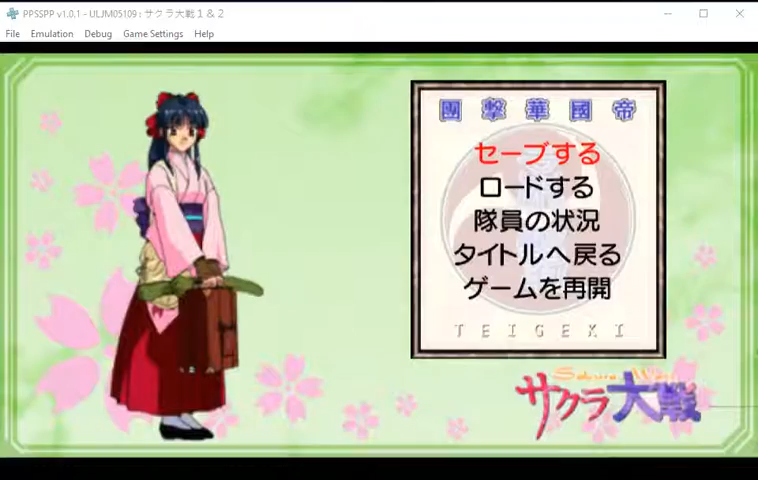 PPSSPP v1.0.1 - ULJM05109 : サクラ大戦１＆２
File Emulation Debug Game Settings Help
團撃華國帝
セーブする
ロードする
隊員の状況
タイトルへ戻る
ゲームを再開
TEIGEKI
Sakura Wars
サクラ大戦